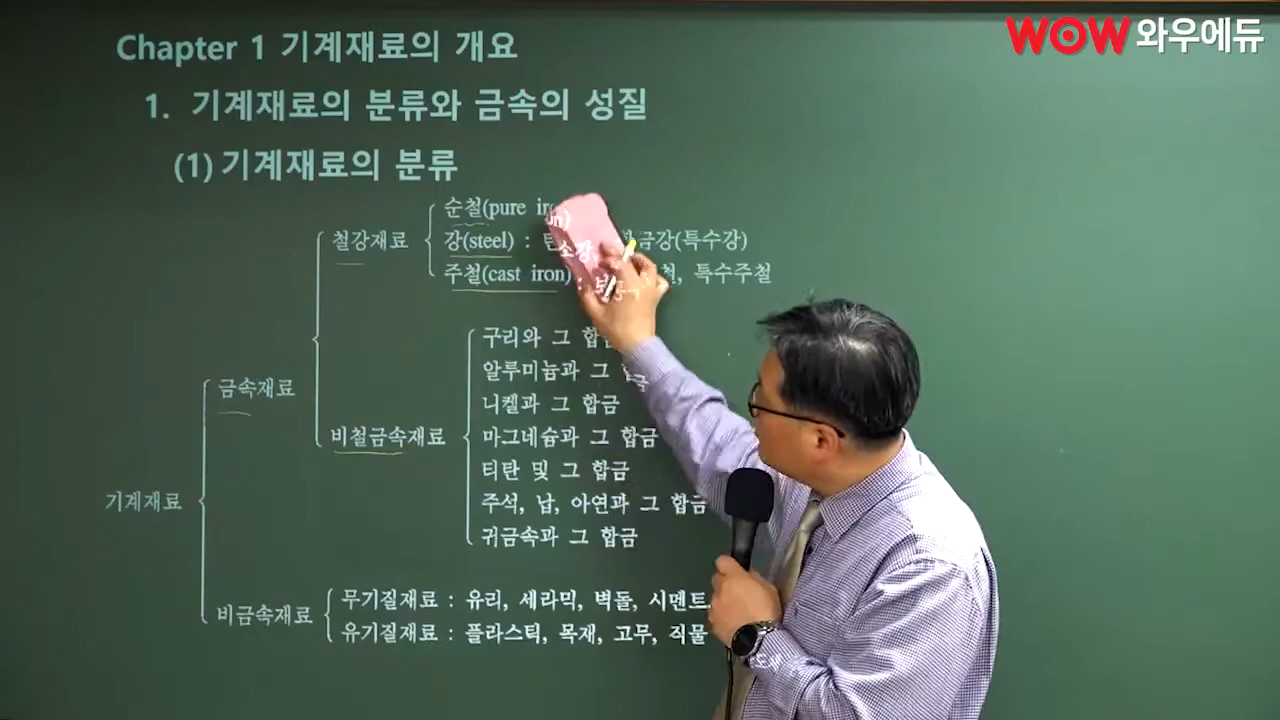 WOW 와우에듀
Chapter 1 기계재료의 개요
1. 기계재료의 분류와 금속의 성질
(1) 기계재료의 분류
순철(pure
철강재료
강(steel) : 합금강(특수강)
주철(cast iron) : 보통주철, 특수주철
구리와 그 합금
알루미늄과 그 합금
금속재료
니켈과 그 합금
비철금속재료
마그네슘과 그 합금
티탄 및 그 합금
기계재료
주석, 납, 아연과 그 합금
귀금속과 그 합금
무기질재료 : 유리, 세라믹, 벽돌, 시멘트
비금속재료
유기질재료 : 플라스틱, 목재, 고무, 직물